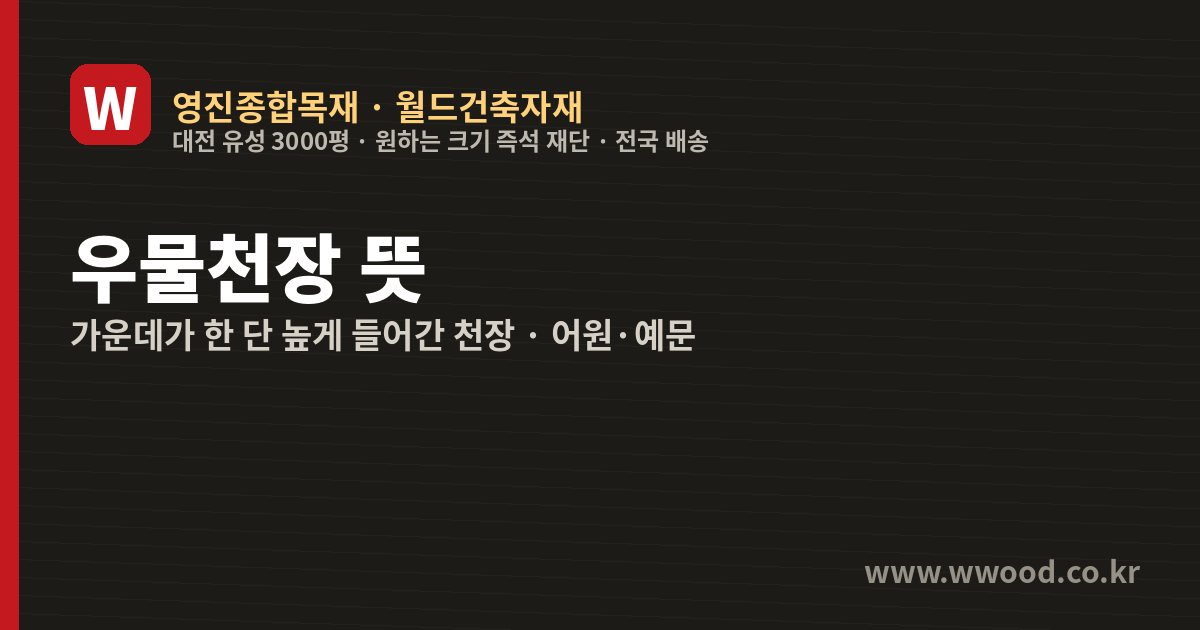 W
영진종합목재 · 월드건축자재
대전 유성 3000평 · 원하는 크기 즉석 재단 · 전국 배송
우물천장 뜻
가운데가 한 단 높게 들어간 천장 · 어원·예문
www.wwood.co.kr